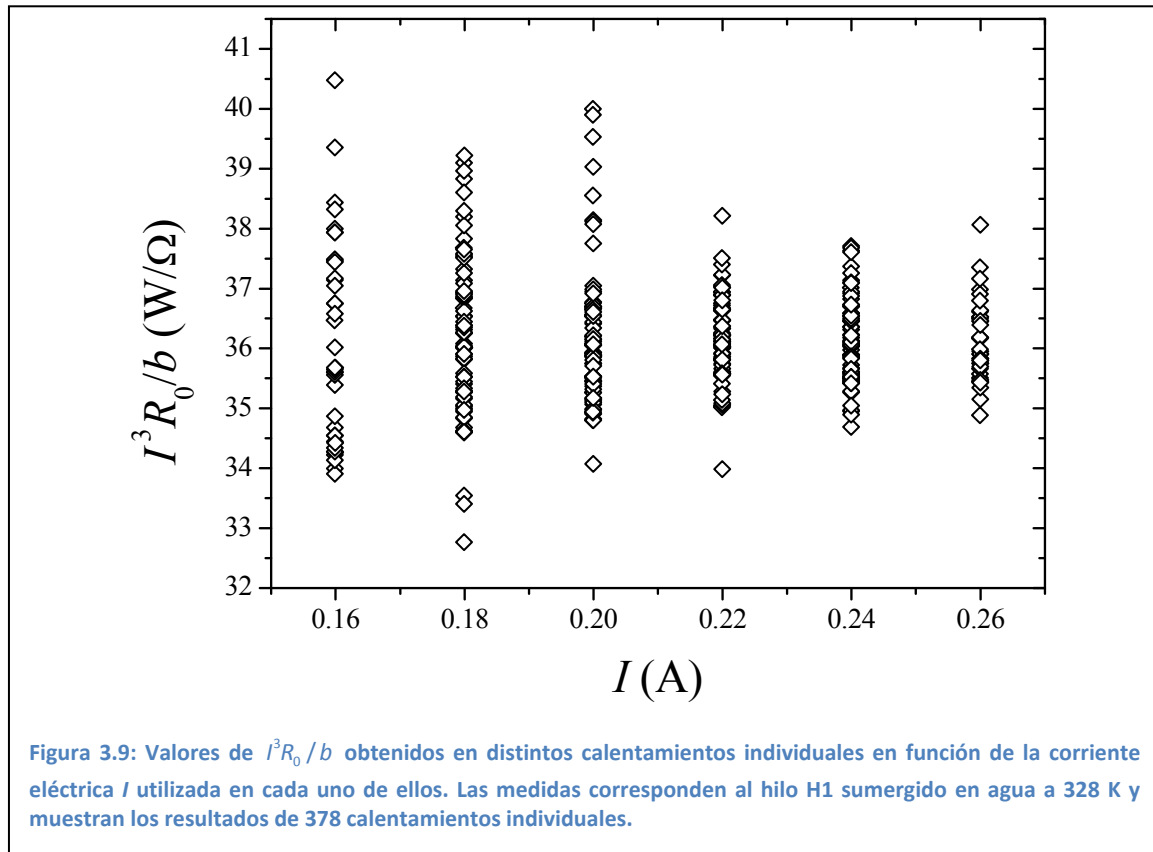 41
40
39
38
37
36
35
34
33
32
I³R₀/b (W/Ω)
0.16 0.18 0.20 0.22 0.24 0.26
I (A)
Figura 3.9: Valores de I³R₀/b obtenidos en distintos calentamientos individuales en función de la corriente
eléctrica I utilizada en cada uno de ellos. Las medidas corresponden al hilo H1 sumergido en agua a 328 K y
muestran los resultados de 378 calentamientos individuales.